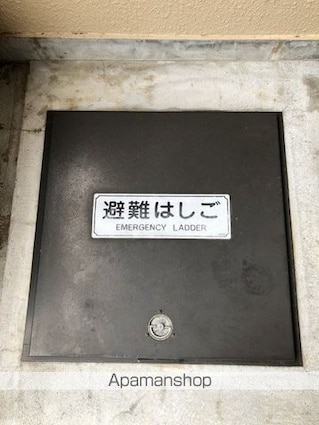 避難はしご
EMERGENCY LADDER
Apamanshop